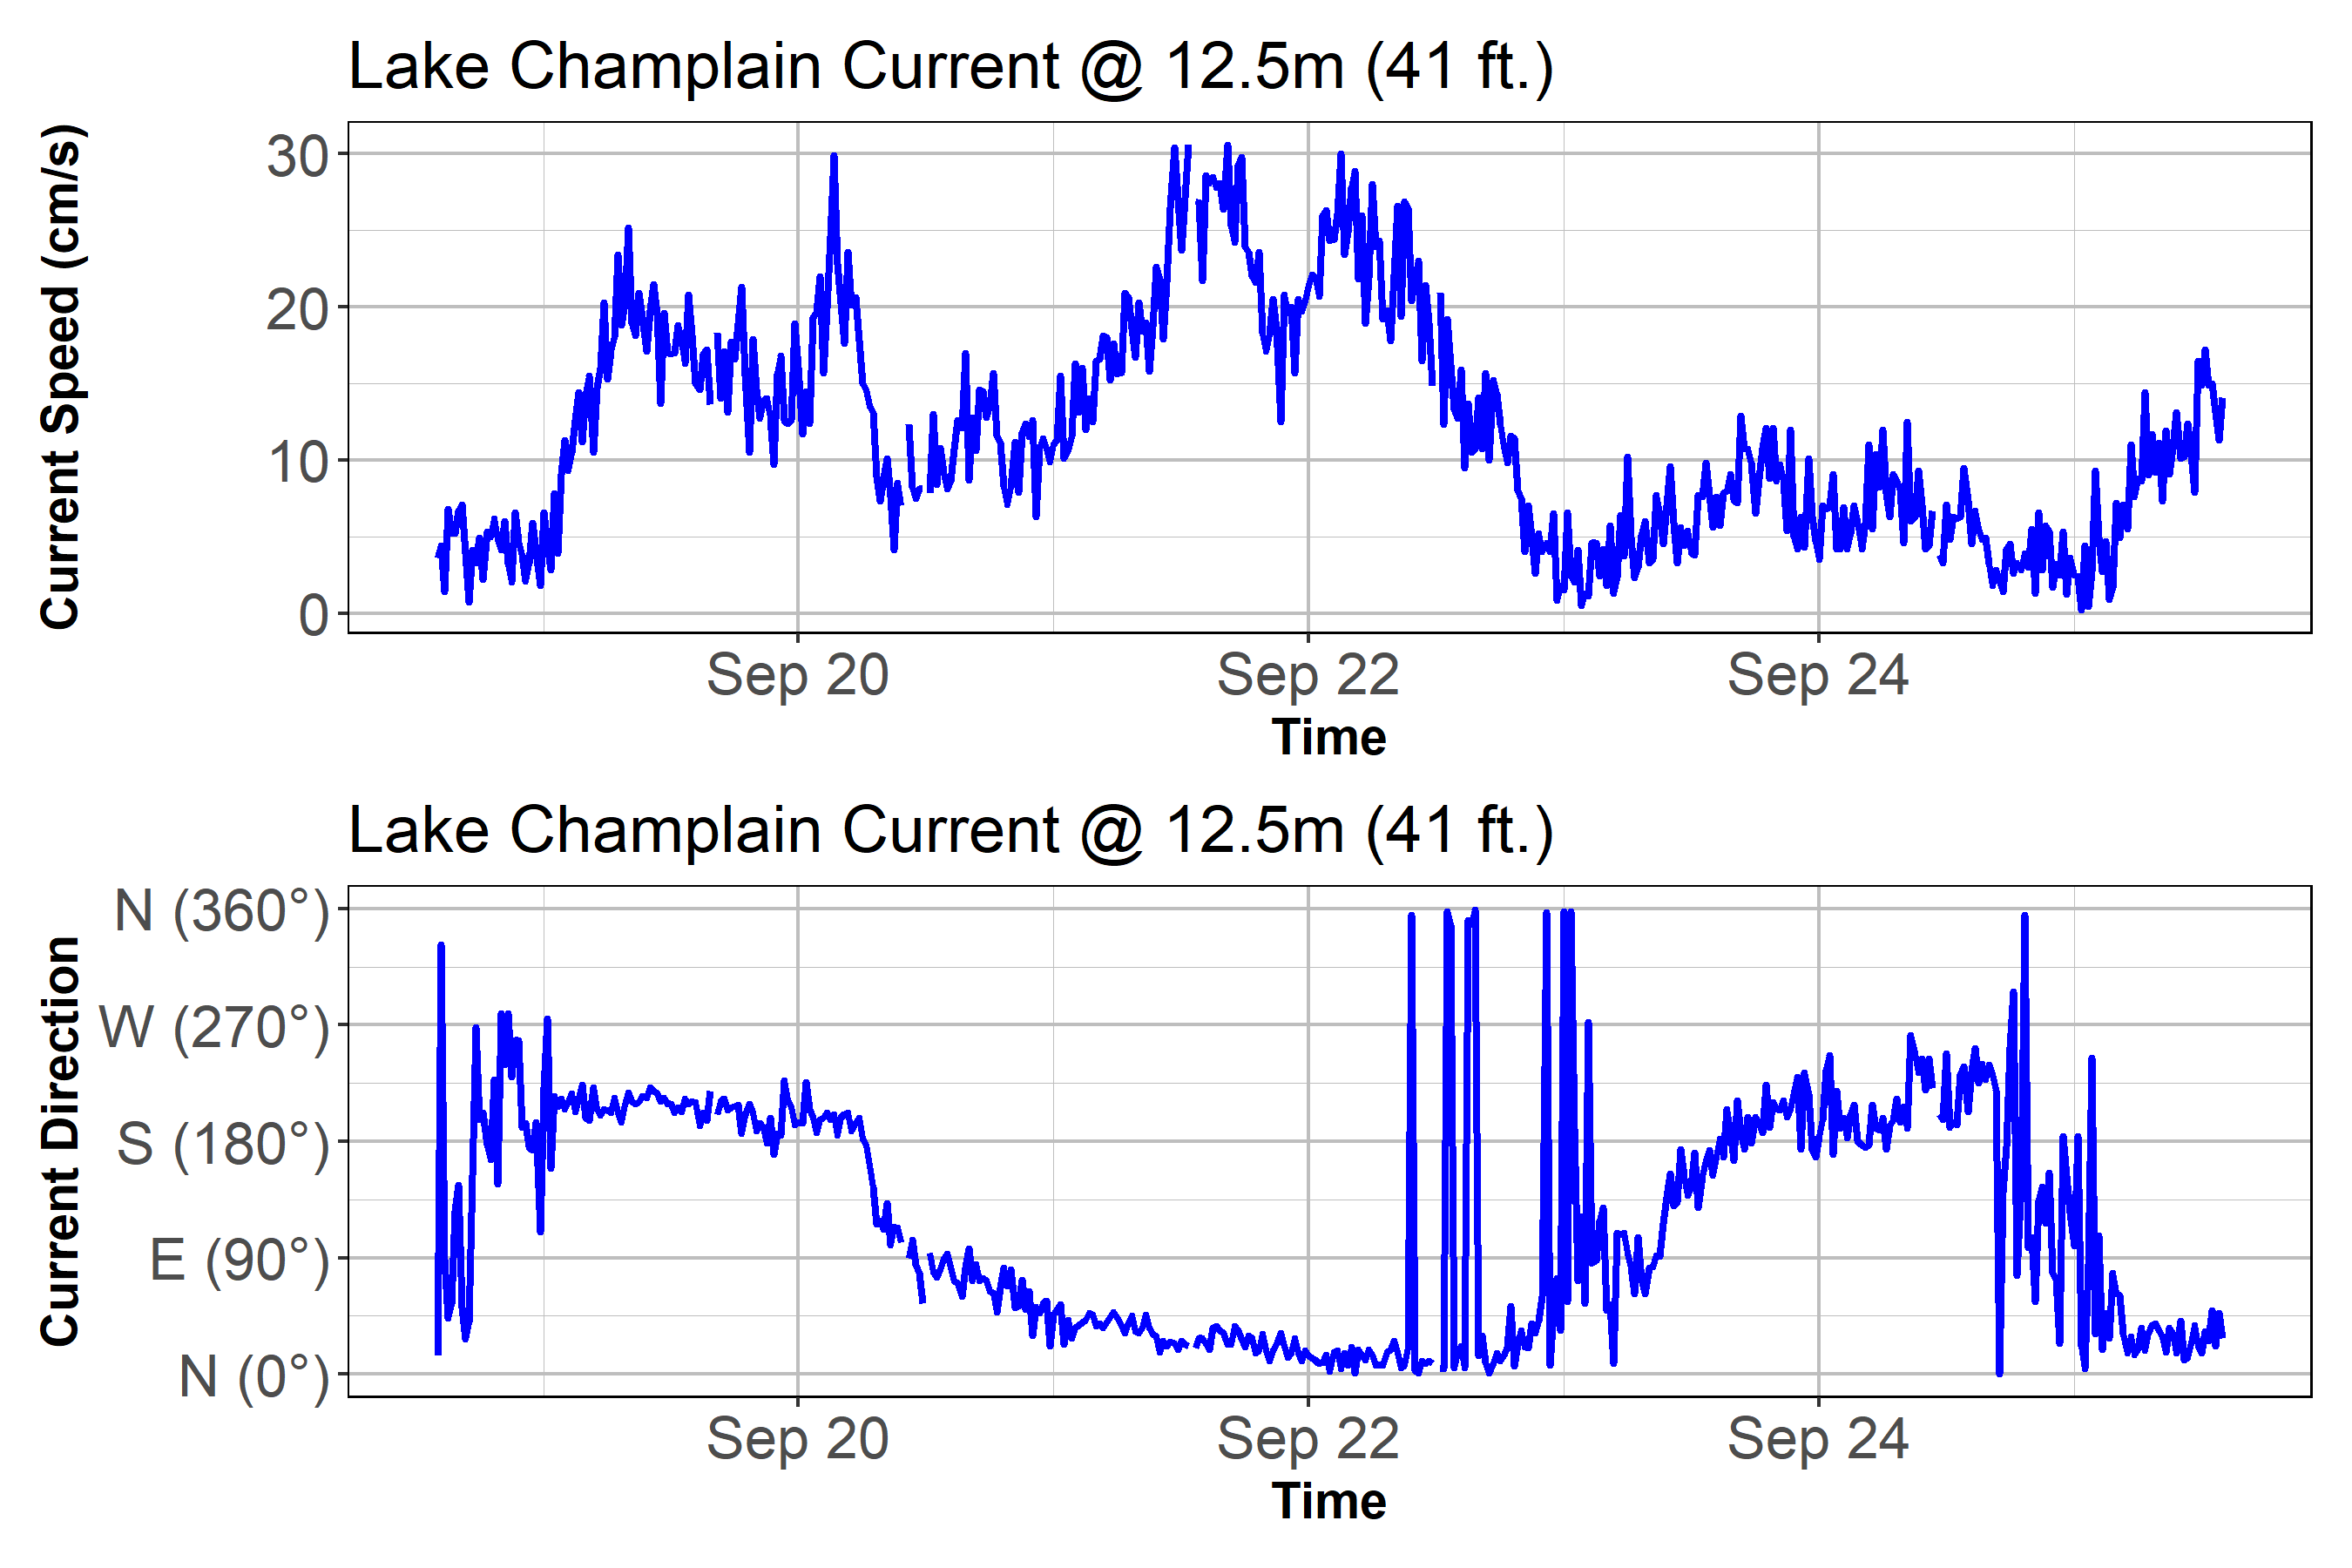 Lake Champlain Current @ 12.5m (41 ft.)
Current Speed (cm/s)
30
20
10
0
Sep 20 Sep 22 Sep 24
Time
Lake Champlain Current @ 12.5m (41 ft.)
Current Direction
N (360°)
W (270°)
S (180°)
E (90°)
N (0°)
Sep 20 Sep 22 Sep 24
Time